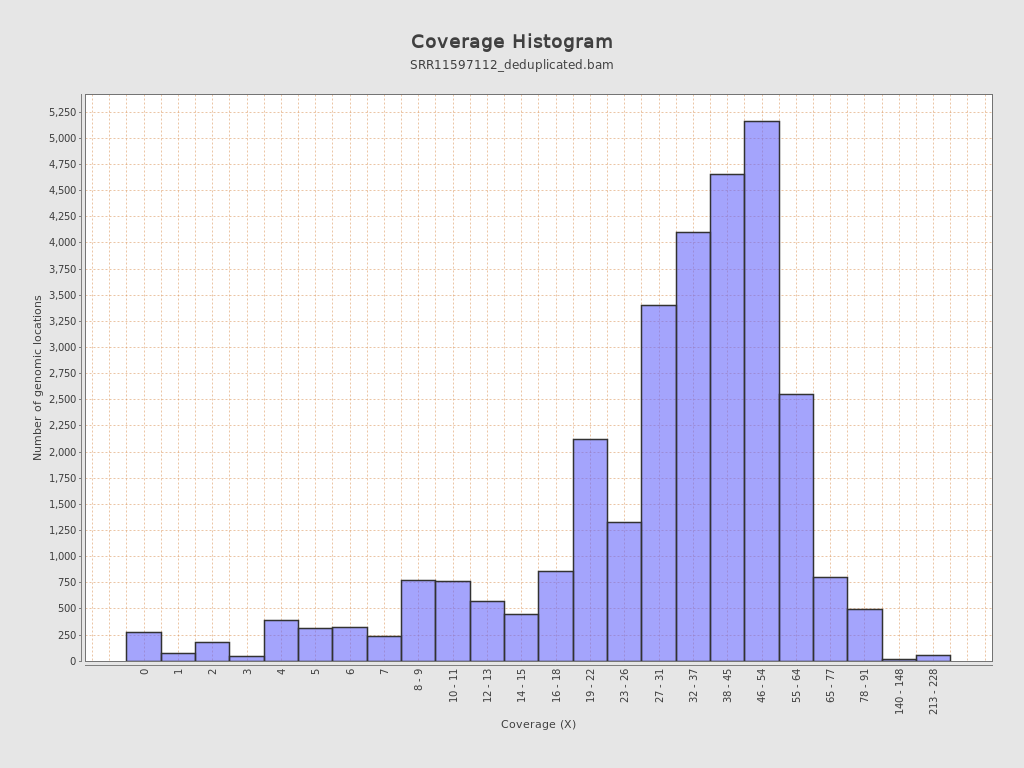 Coverage Histogram
SRR11597112_deduplicated.bam
Number of genomic locations
5,250
5,000
4,750
4,500
4,250
4,000
3,750
3,500
3,250
3,000
2,750
2,500
2,250
2,000
1,750
1,500
1,250
1,000
750
500
250
0
0
1
2
3
4
5
6
7
8 - 9
10 - 11
12 - 13
14 - 15
16 - 18
19 - 22
23 - 26
27 - 31
32 - 37
38 - 45
46 - 54
55 - 64
65 - 77
78 - 91
140 - 148
213 - 228
Coverage (X)